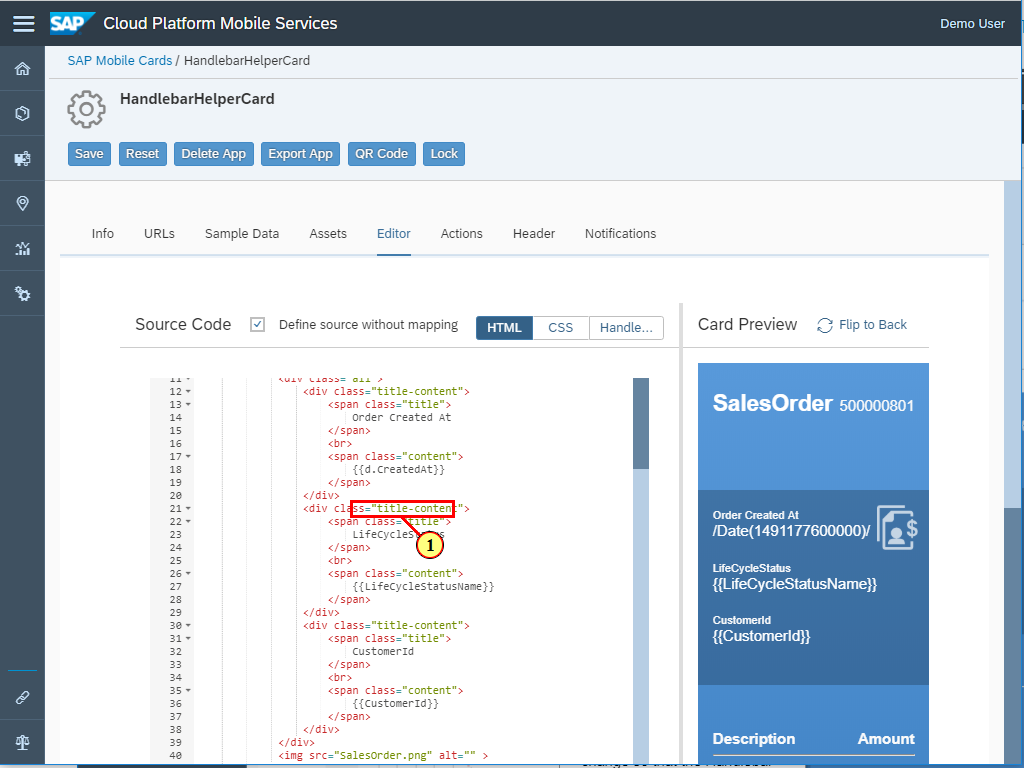 SAP Cloud Platform Mobile Services
Demo User
SAP Mobile Cards / HandlebarHelperCard
HandlebarHelperCard
Save Reset Delete App Export App QR Code Lock
Info URLs Sample Data Assets Editor Actions Header Notifications
Source Code Define source without mapping HTML CSS Handle...
Card Preview Flip to Back
11 <div class="all">
12 <div class="title-content">
13 <span class="title">
14 Order Created At
15 </span>
16 <br>
17 <span class="content">
18 {{d.CreatedAt}}
19 </span>
20 </div>
21 <div class="title-content">
22 <span class="title">
23 LifeCycleStatus
24 </span>
25 <br>
26 <span class="content">
27 {{LifeCycleStatusName}}
28 </span>
29 </div>
30 <div class="title-content">
31 <span class="title">
32 CustomerId
33 </span>
34 <br>
35 <span class="content">
36 {{CustomerId}}
37 </span>
38 </div>
39 </div>
40 <img src="SalesOrder.png" alt="" >
1
SalesOrder 500000801
Order Created At
/Date(1491177600000)/
LifeCycleStatus
{{LifeCycleStatusName}}
CustomerId
{{CustomerId}}
Description Amount